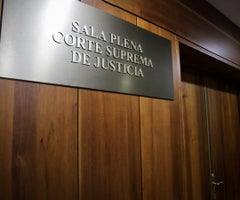 SALA PLENA
CORTE SUPREMA
DE JUSTICIA